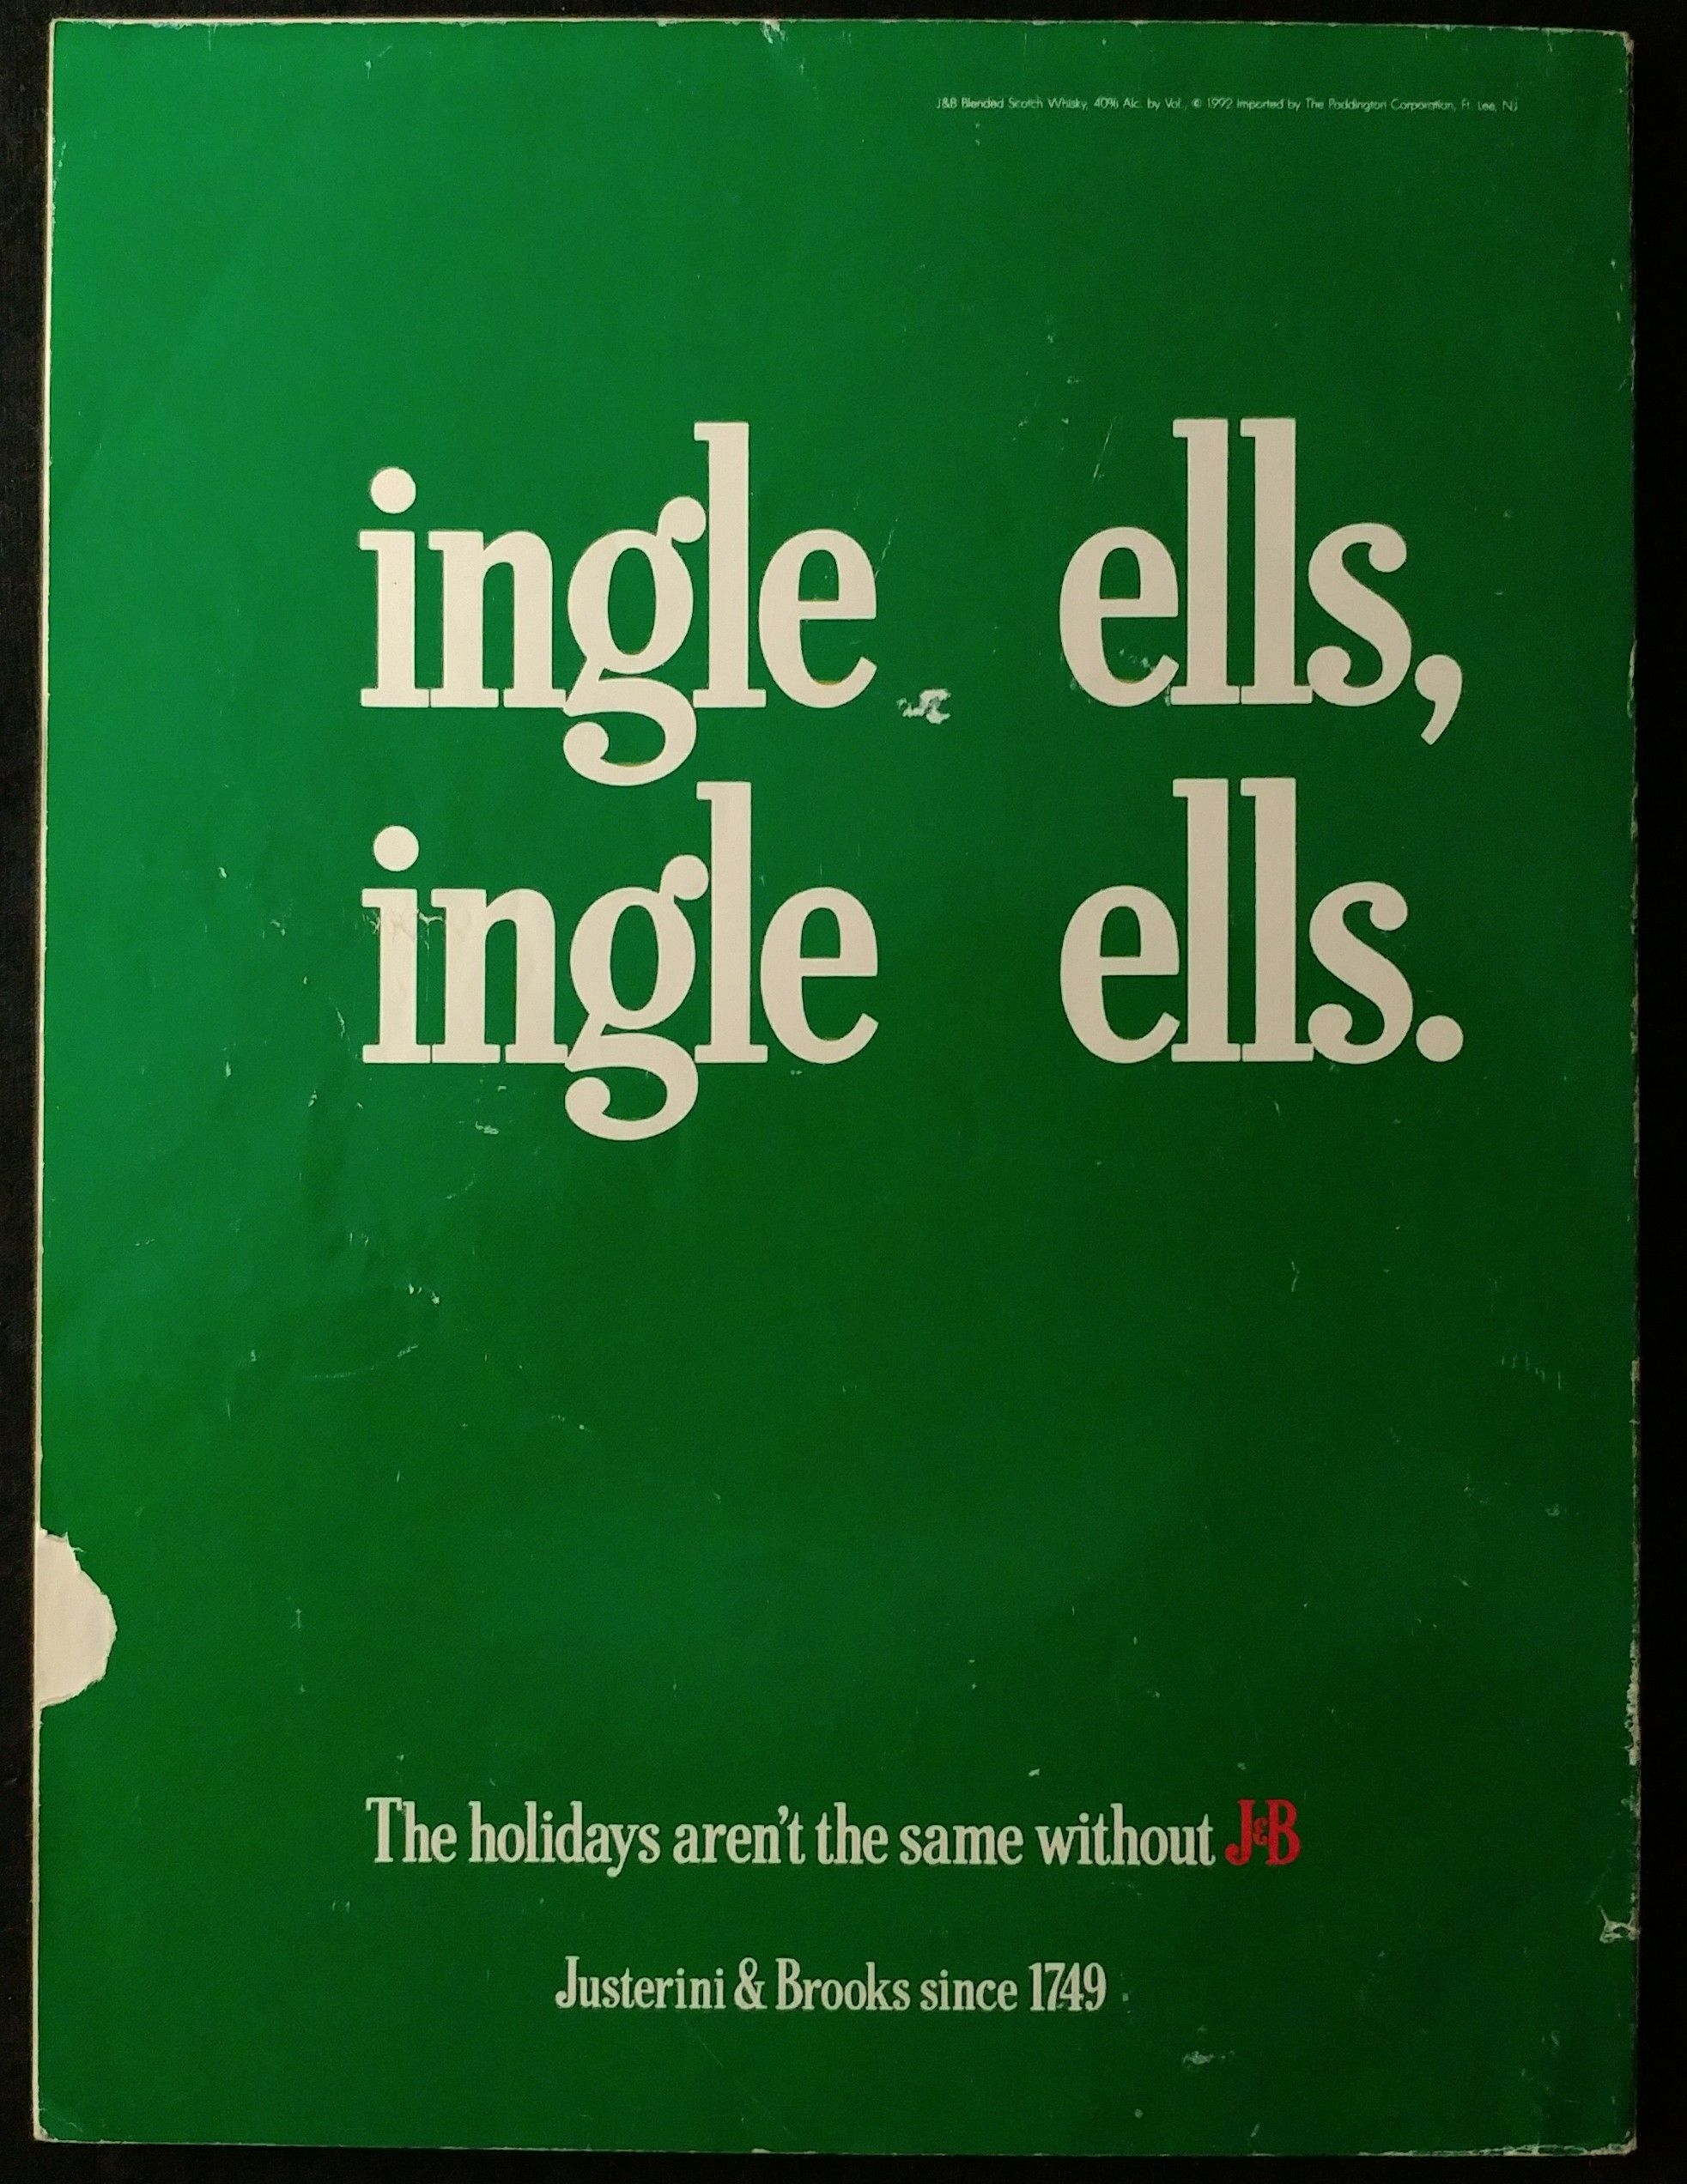 J&B Blended Scotch Whisky, 40% Alc. by Vol., © 1992 Imported by The Paddington Corporation, Ft. Lee, NJ
ingle ells,
ingle ells.
The holidays aren't the same without J&B
Justerini & Brooks since 1749